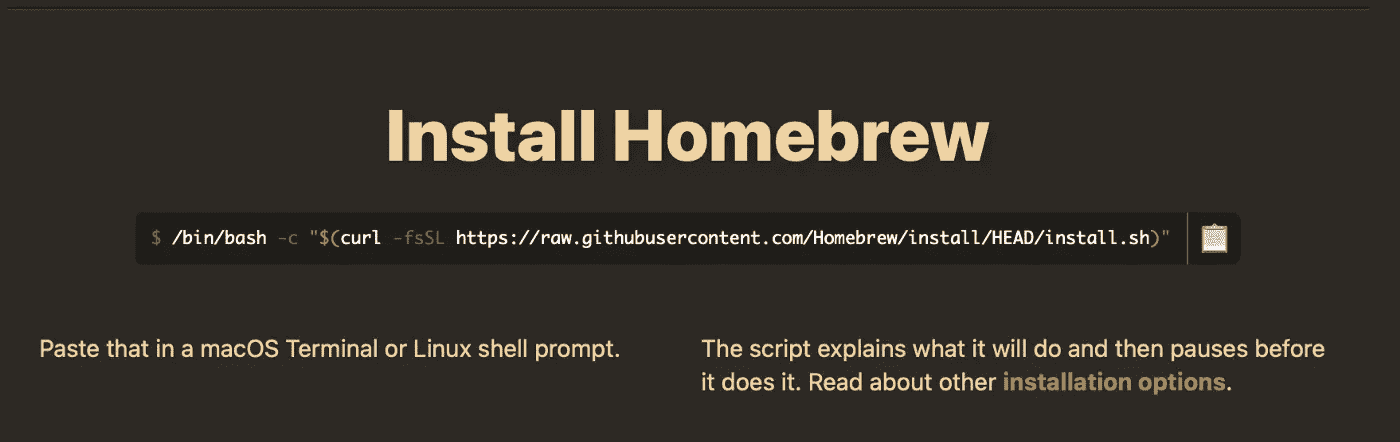 Install Homebrew
$ /bin/bash -c "$(curl -fsSL https://raw.githubusercontent.com/Homebrew/install/HEAD/install.sh)"
Paste that in a macOS Terminal or Linux shell prompt.
The script explains what it will do and then pauses before
it does it. Read about other installation options.